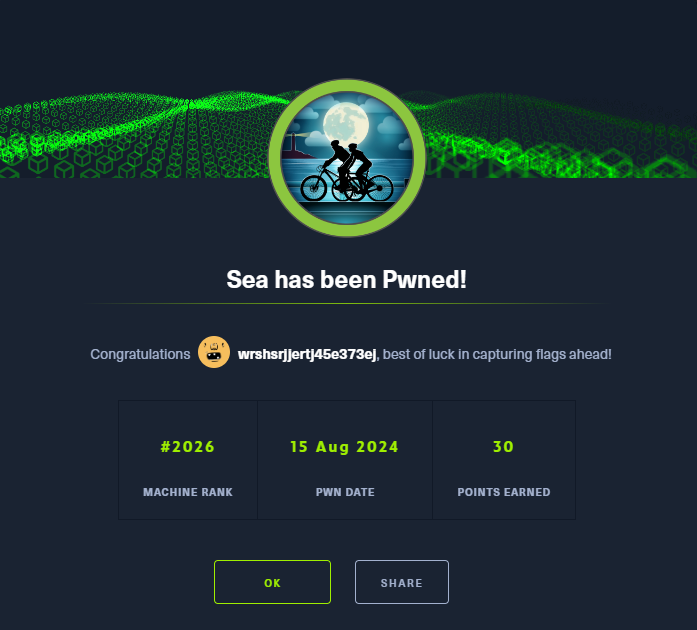 Sea has been Pwned!
Congratulations wrshsrjjertj45e373ej, best of luck in capturing flags ahead!
#2026 15 Aug 2024 30
MACHINE RANK PWN DATE POINTS EARNED
OK SHARE